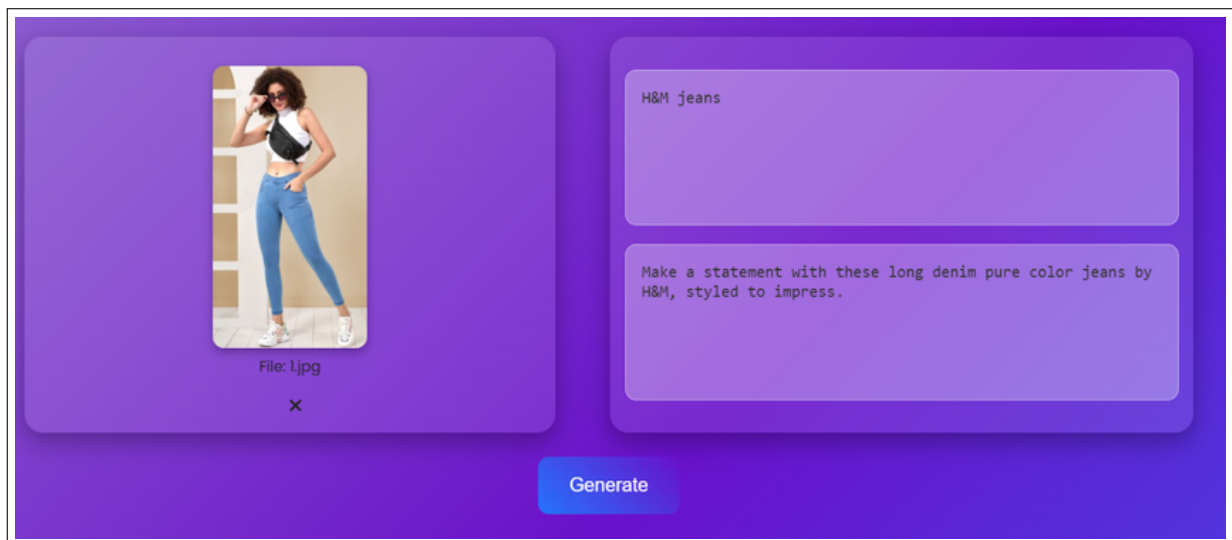 File: 1.jpg
×
H&M jeans
Make a statement with these long denim pure color jeans by
H&M, styled to impress.
Generate